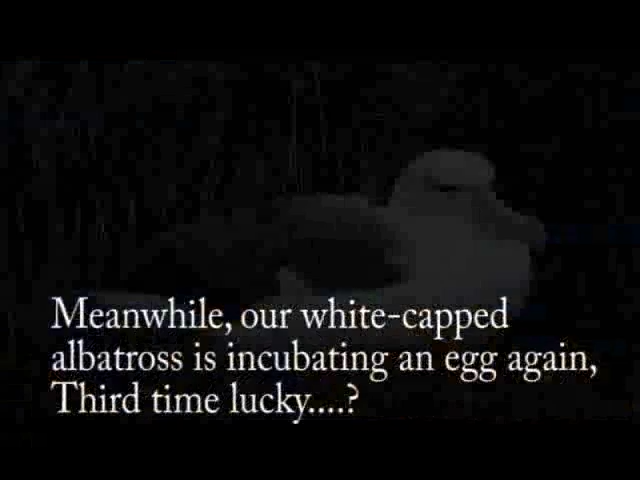 Meanwhile, our white-capped
albatross is incubating an egg again,
Third time lucky....?